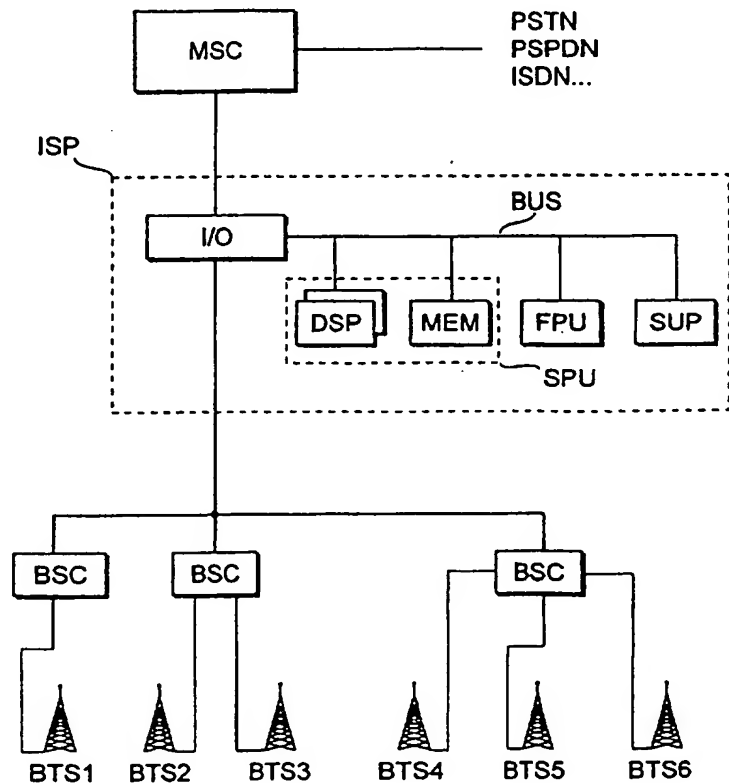 PSTN
MSC
PSPDN
ISDN...
ISP
BUS
I/O
DSP
MEM
FPU
SUP
SPU
BSC
BSC
BSC
BTS1
BTS2
BTS3
BTS4
BTS5
BTS6